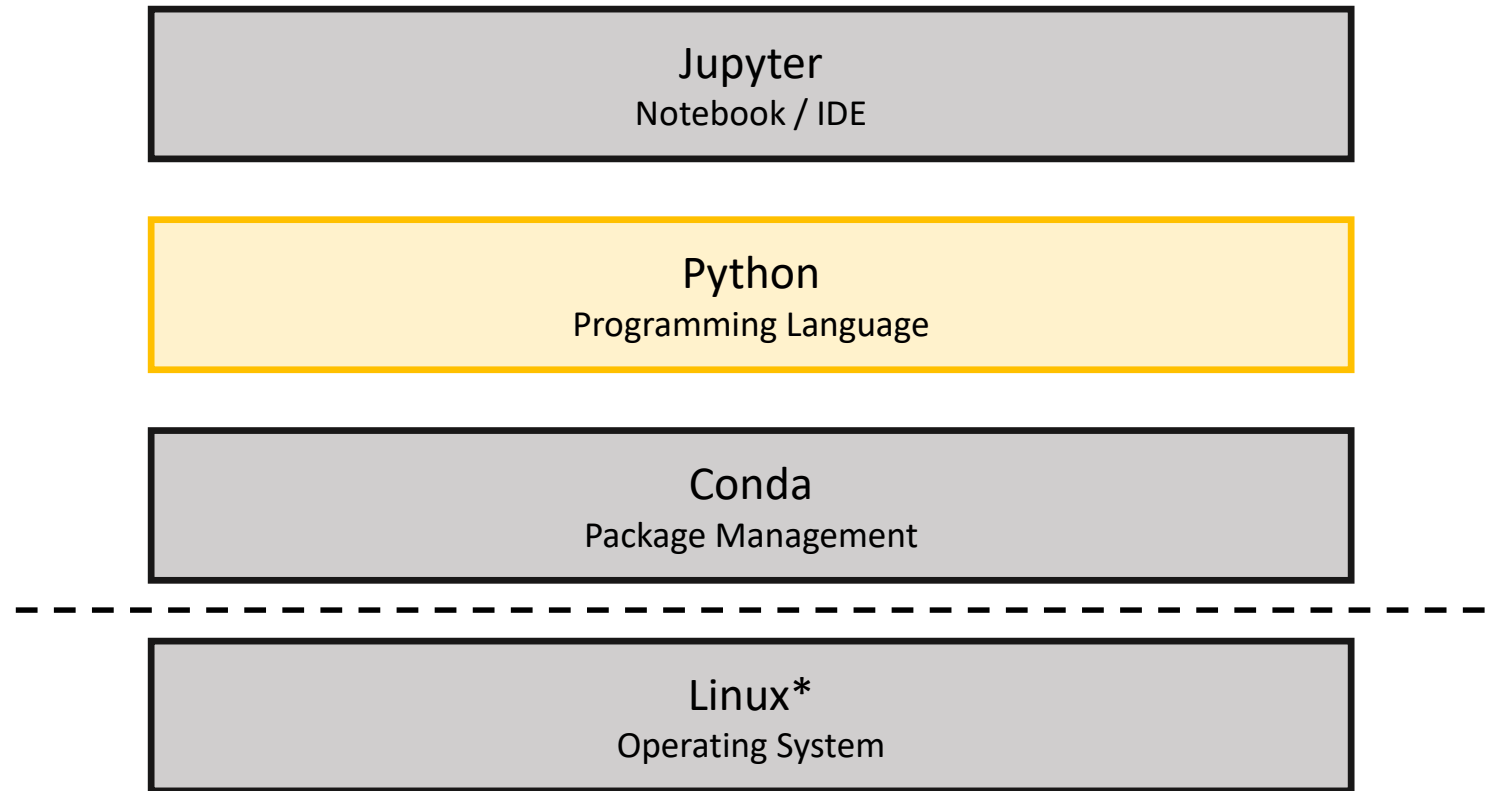 Jupyter
Notebook / IDE
Python
Programming Language
Conda
Package Management
Linux*
Operating System